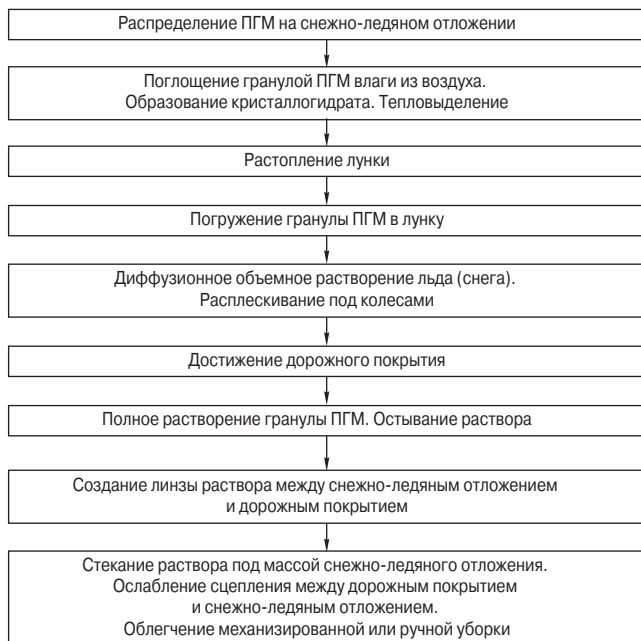 Распределение ПГМ на снежно-ледяном отложении
Поглощение гранулой ПГМ влаги из воздуха.
Образование кристаллогидрата. Тепловыделение
Растопление лунки
Погружение гранулы ПГМ в лунку
Диффузионное объемное растворение льда (снега).
Расплескивание под колесами
Достижение дорожного покрытия
Полное растворение гранулы ПГМ. Остывание раствора
Создание линзы раствора между снежно-ледяным отложением
и дорожным покрытием
Стекание раствора под массой снежно-ледяного отложения.
Ослабление сцепления между дорожным покрытием
и снежно-ледяным отложением.
Облегчение механизированной или ручной уборки